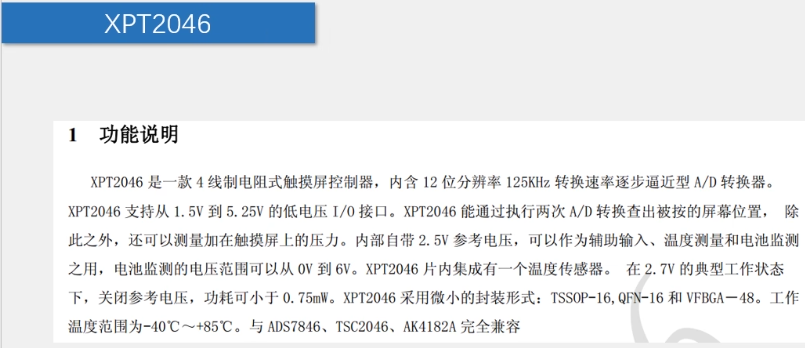 XPT2046
1 功能说明
XPT2046 是一款 4 线制电阻式触摸屏控制器，内含 12 位分辨率 125KHz 转换速率逐步逼近型 A/D 转换器。
XPT2046 支持从 1.5V 到 5.25V 的低电压 I/O 接口。XPT2046 能通过执行两次 A/D 转换查出被按的屏幕位置， 除
此之外，还可以测量加在触摸屏上的压力。内部自带 2.5V 参考电压，可以作为辅助输入、温度测量和电池监测
之用，电池监测的电压范围可以从 0V 到 6V。XPT2046 片内集成有一个温度传感器。 在 2.7V 的典型工作状态
下，关闭参考电压，功耗可小于 0.75mW。XPT2046 采用微小的封装形式：TSSOP-16,QFN-16 和 VFBGA－48。工作
温度范围为-40℃～+85℃。与 ADS7846、TSC2046、AK4182A 完全兼容